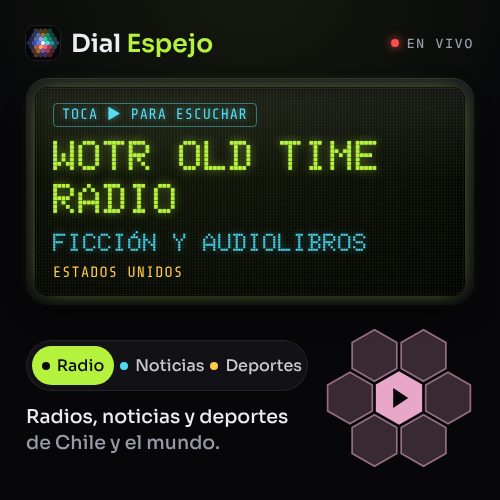 Dial Espejo
EN VIVO
TOCA ▶ PARA ESCUCHAR
WOTR OLD TIME
RADIO
FICCIÓN Y AUDIOLIBROS
ESTADOS UNIDOS
Radio Noticias Deportes
Radios, noticias y deportes
de Chile y el mundo.